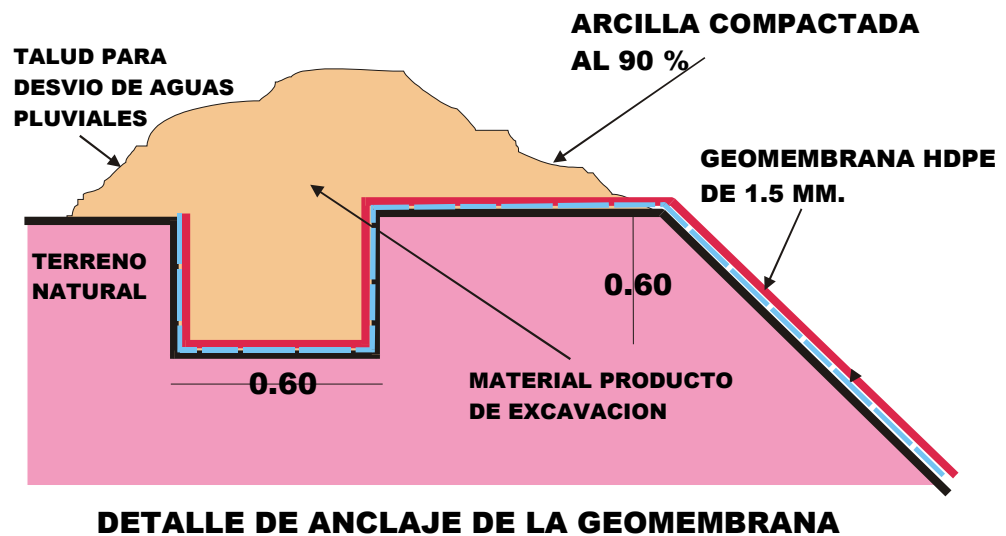 TALUD PARA
DESVIO DE AGUAS
PLUVIALES
ARCILLA COMPACTADA
AL 90 %
GEOMEMBRANA HDPE
DE 1.5 MM.
TERRENO
NATURAL
0.60
0.60
MATERIAL PRODUCTO
DE EXCAVACION
DETALLE DE ANCLAJE DE LA GEOMEMBRANA